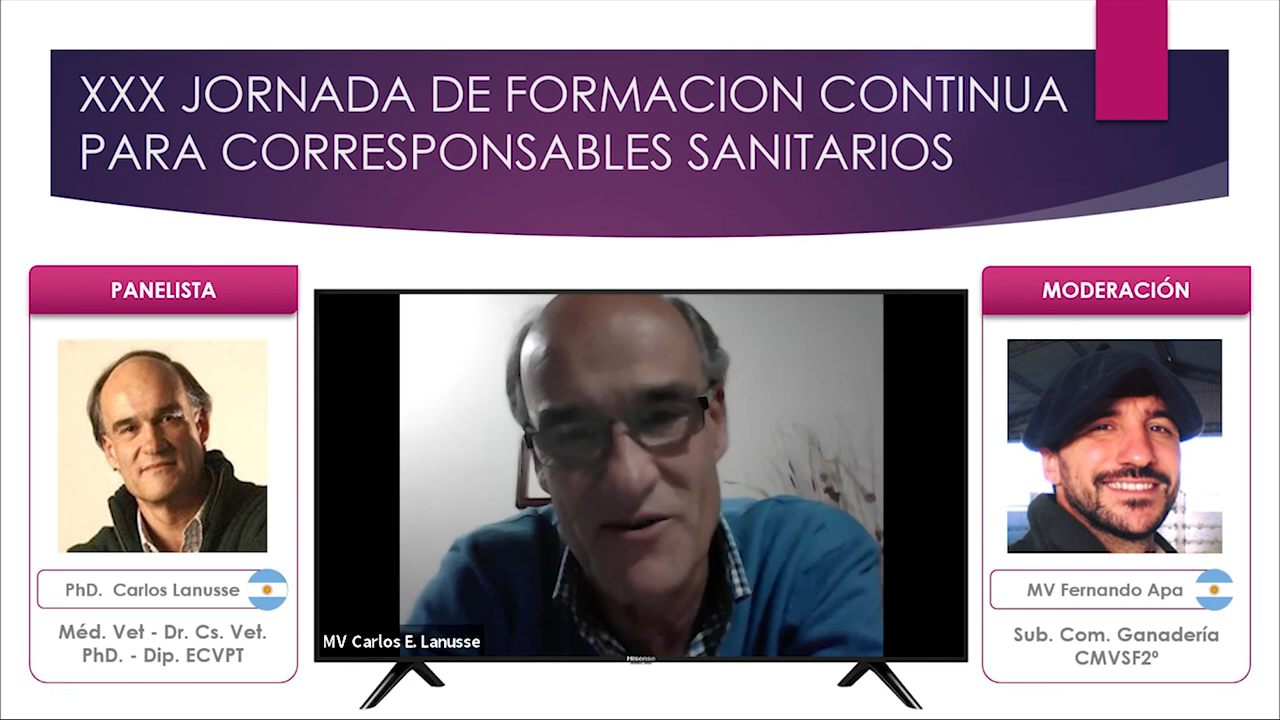 XXX JORNADA DE FORMACION CONTINUA
PARA CORRESPONSABLES SANITARIOS
PANELISTA
PhD. Carlos Lanusse
Méd. Vet - Dr. Cs. Vet.
PhD. - Dip. ECVPT
MV Carlos E. Lanusse
Hisense
MODERACIÓN
MV Fernando Apa
Sub. Com. Ganadería
CMVSF2º